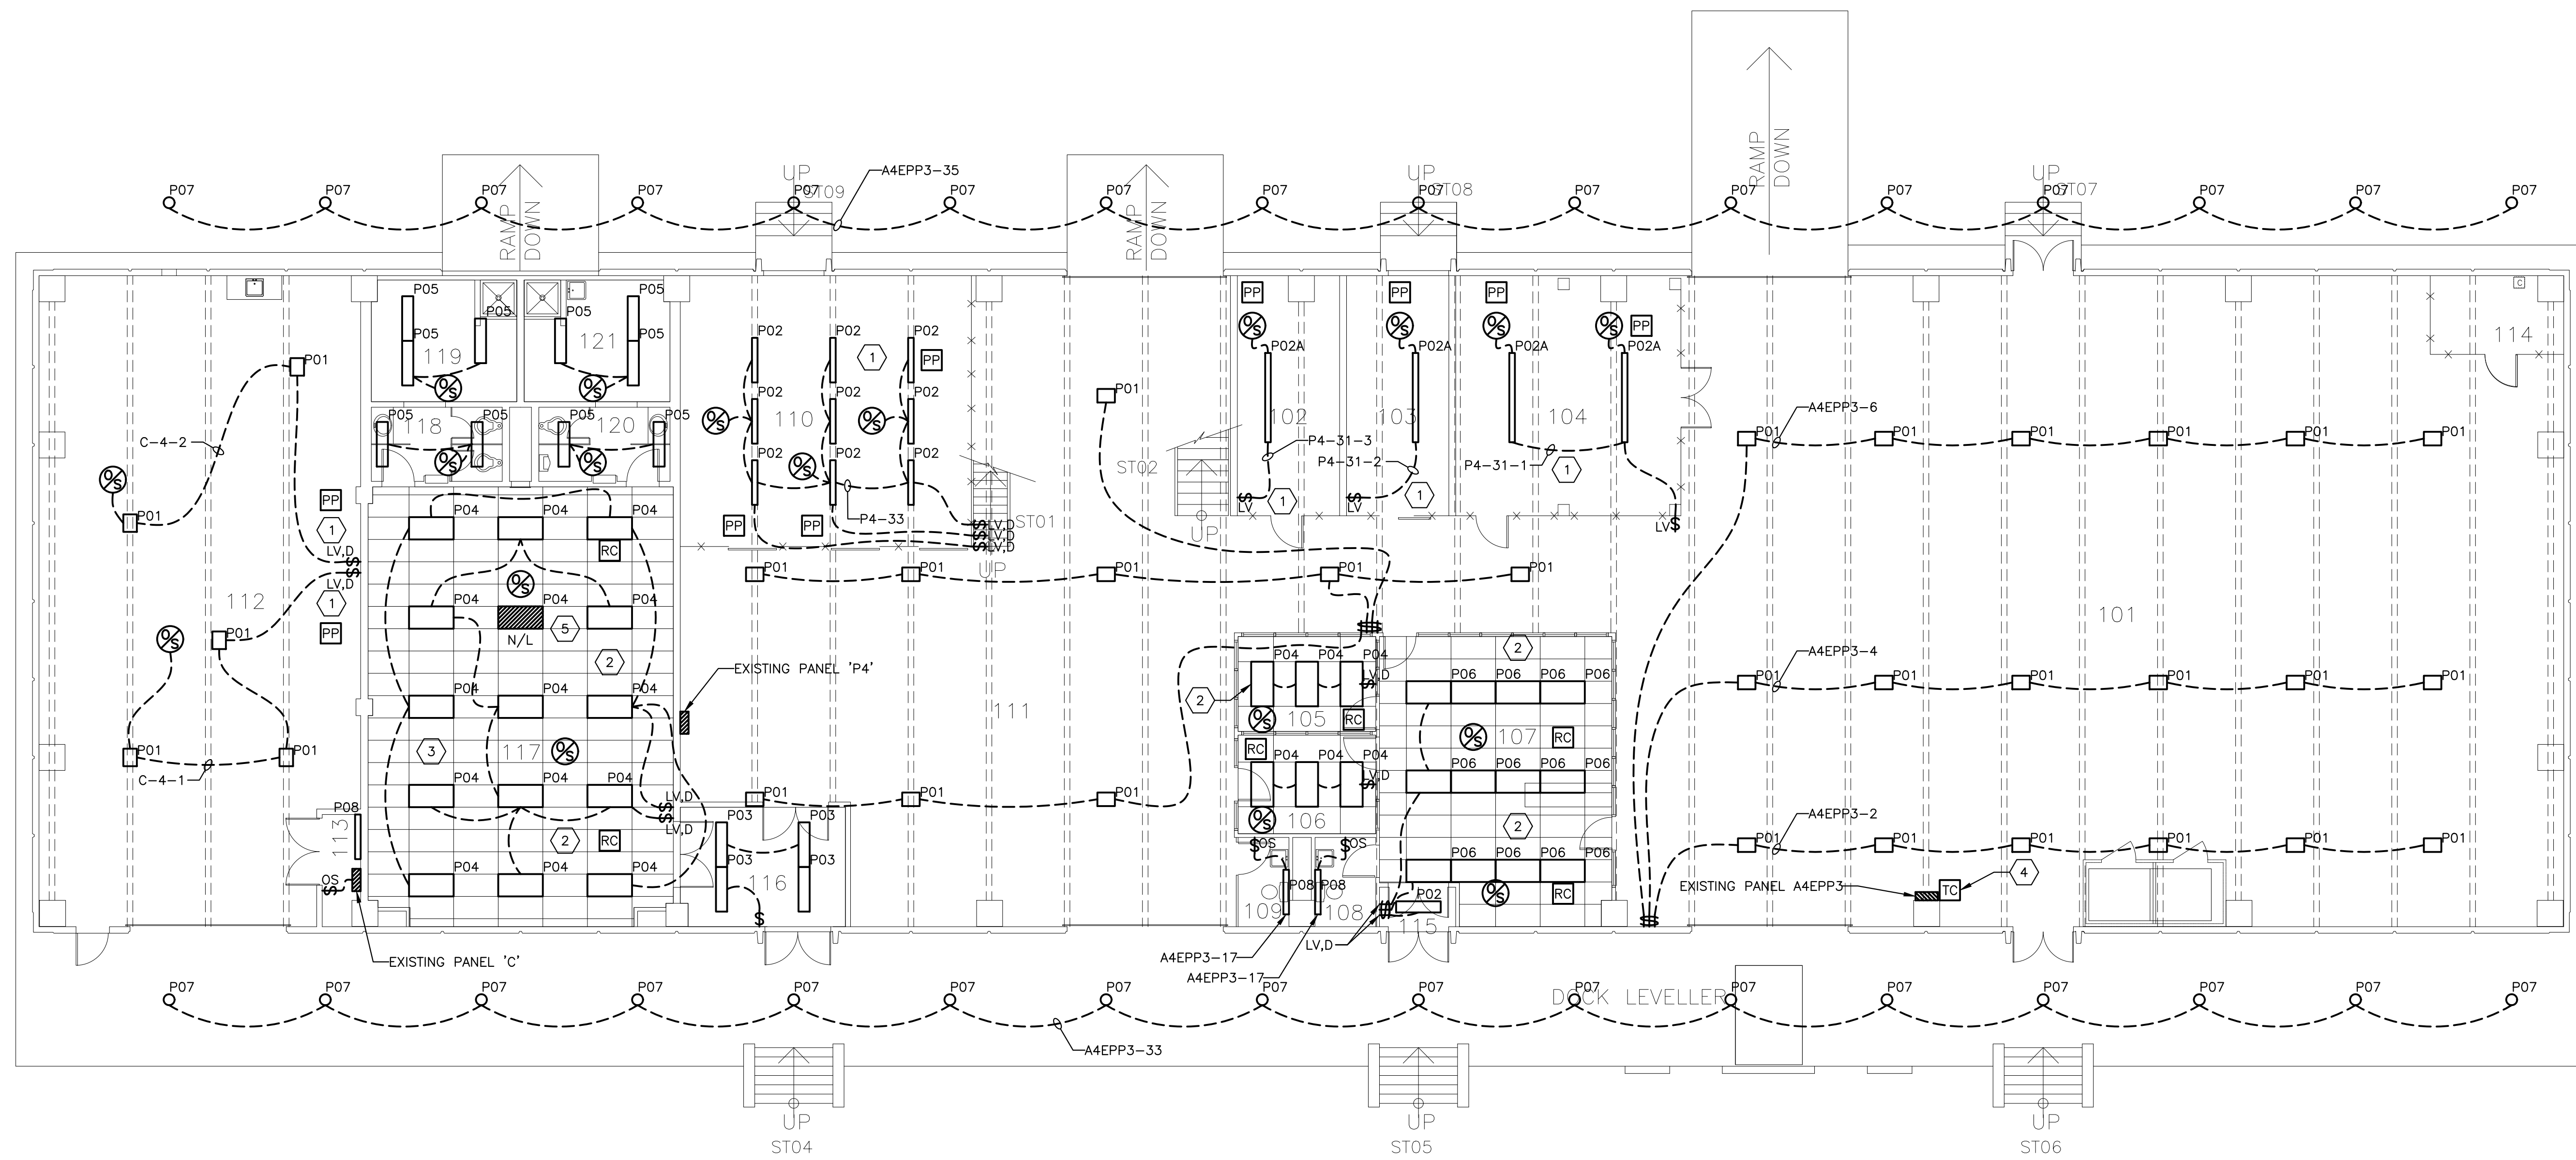 A4EPP3-35
UP
ST09
UP
ST08
UP
ST07
RAMP
DOWN
P07 P07 P07 P07 P07 P07 P07 P07 P07 P07 P07 P07 P07 P07 P07 P07
RAMP
DOWN
RAMP
DOWN
PP PP PP
C
P05 P05
P05 P05
P05 P05
O/S O/S O/S O/S
PP
114
119 121
P02 P02 P02
1
PP
P02A P02A P02A P02A
P01
O/S O/S
P01
P02 P02 P02
O/S O/S
110
102 103 104
A4EPP3-6
P05 P05 P05 P05
118 120
C-4-2
P4-31-3
P4-31-2
P4-31-1
P01 P01 P01 P01 P01 P01
O/S O/S
P02 P02 P02
O/S
ST02
O/S
PP
1
P01
P4-33
LV LV
1 1 1
PP PP
LV,D
LV,D
LV,D
ST01
UP
UP
LV
P04 P04 P04
RC
LV,D
LV,D
1
PP
P01 P01 P01 P01 P01
O/S
112
P04 P04 P04
N/L
5
101
O/S
P01
2
2
EXISTING PANEL 'P4'
P04 P04 P04
LV,D
A4EPP3-4
P06 P06 P06 P06
P01 P01 P01 P01 P01 P01
2
P04 P04 P04
111
O/S
105
RC
3
117
O/S
O/S
107
RC
P01 P01
C-4-1
RC
P04 P04 P04
LV,D
P06 P06 P06 P06
P04 P04 P04
LV,D
LV,D
P01 P01 P01
A4EPP3-2
P08
113
O/S
106
2
P03 P03
2
RC
OS OS
P01 P01 P01 P01 P01 P01
P03 P03
P04 P04 P04
P06 P06 P06 P06
116
OS
P08 P08
P02
O/S
RC
EXISTING PANEL A4EPP3
TC
4
109 108
115
LV,D
A4EPP3-17
A4EPP3-17
EXISTING PANEL 'C'
P07 P07 P07 P07 P07 P07 P07 P07 P07 P07 P07 P07 P07 P07 P07 P07
DOCK LEVELLER
A4EPP3-33
UP
ST04
UP
ST05
UP
ST06